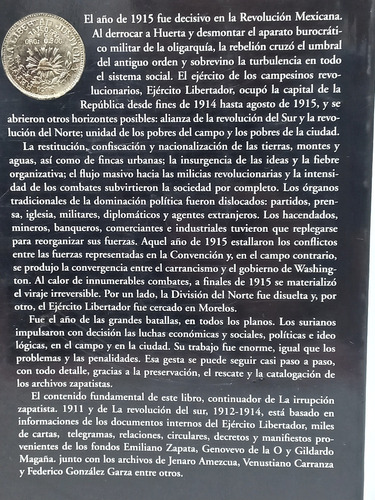 El año de 1915 fue decisivo en la Revolución Mexicana.
Al derrocar a Huerta y desmontar el aparato burocráti-
co militar de la oligarquía, la rebelión cruzó el umbral
del antiguo orden y sobrevino la turbulencia en todo
el sistema social. El ejército de los campesinos revo-
lucionarios, Ejército Libertador, ocupó la capital de la
República desde fines de 1914 hasta agosto de 1915, y se
abrieron otros horizontes posibles: alianza de la revolución del Sur y la revo-
lución del Norte; unidad de los pobres del campo y los pobres de la ciudad.
La restitución, confiscación y nacionalización de las tierras, montes y
aguas, así como de fincas urbanas; la insurgencia de las ideas y la fiebre
organizativa; el flujo masivo hacia las milicias revolucionarias y la intensi-
dad de los combates subvirtieron la sociedad por completo. Los órganos
tradicionales de la dominación política fueron dislocados: partidos, pren-
sa, iglesia, militares, diplomáticos y agentes extranjeros. Los hacendados,
mineros, banqueros, comerciantes e industriales tuvieron que replegarse
para reorganizar sus fuerzas. Aquel año de 1915 estallaron los conflictos
entre las fuerzas representadas en la Convención y, en el campo contrario,
se produjo la convergencia entre el carrancismo y el gobierno de Washing-
ton. Al calor de innumerables combates, a finales de 1915 se materializó
el viraje irreversible. Por un lado, la División del Norte fue disuelta y, por
otro, el Ejército Libertador fue cercado en Morelos.
Fue el año de las grandes batallas, en todos los planos. Los surianos
impulsaron con decisión las luchas económicas y sociales, políticas e ideo
lógicas, en el campo y en la ciudad. Su trabajo fue enorme, igual que los
problemas y las penalidades. Esa gesta se puede seguir casi paso a paso,
con todo detalle, gracias a la preservación, el rescate y la catalogación de
los archivos zapatistas.
El contenido fundamental de este libro, continuador de La irrupción
zapatista. 1911 y de La revolución del sur, 1912-1914, está basado en
informaciones de los documentos internos del Ejército Libertador, miles
de cartas, telegramas, relaciones, circulares, decretos y manifiestos pro-
venientes de los fondos Emiliano Zapata, Genovevo de la O y Gildardo
Magaña. junto con los archivos de Jenaro Amezcua, Venustiano Carranza
y Federico González Garza entre otros.